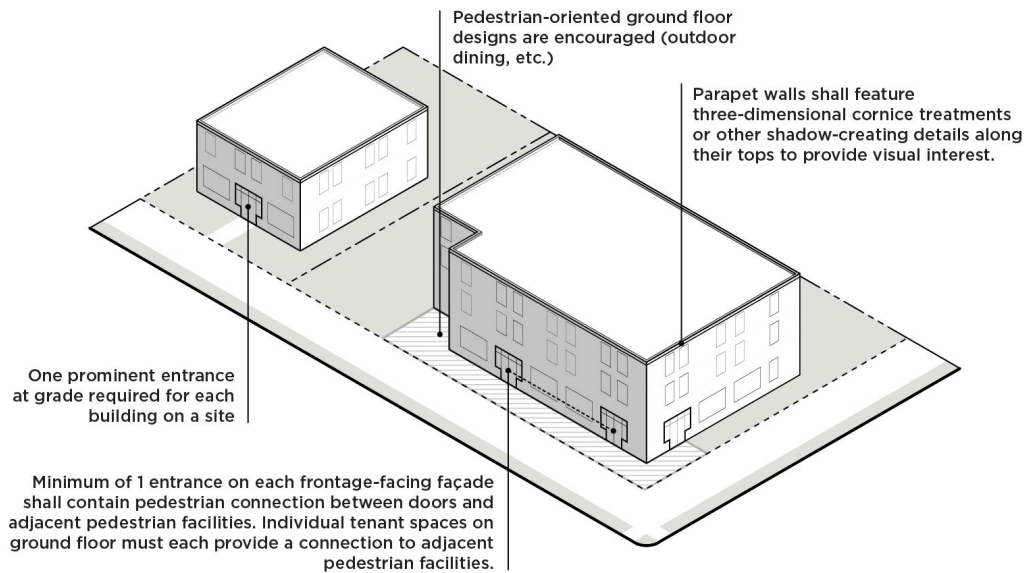 Pedestrian-oriented ground floor
designs are encouraged (outdoor
dining, etc.)
Parapet walls shall feature
three-dimensional cornice treatments
or other shadow-creating details along
their tops to provide visual interest.
One prominent entrance
at grade required for each
building on a site
Minimum of 1 entrance on each frontage-facing façade
shall contain pedestrian connection between doors and
adjacent pedestrian facilities. Individual tenant spaces on
ground floor must each provide a connection to adjacent
pedestrian facilities.